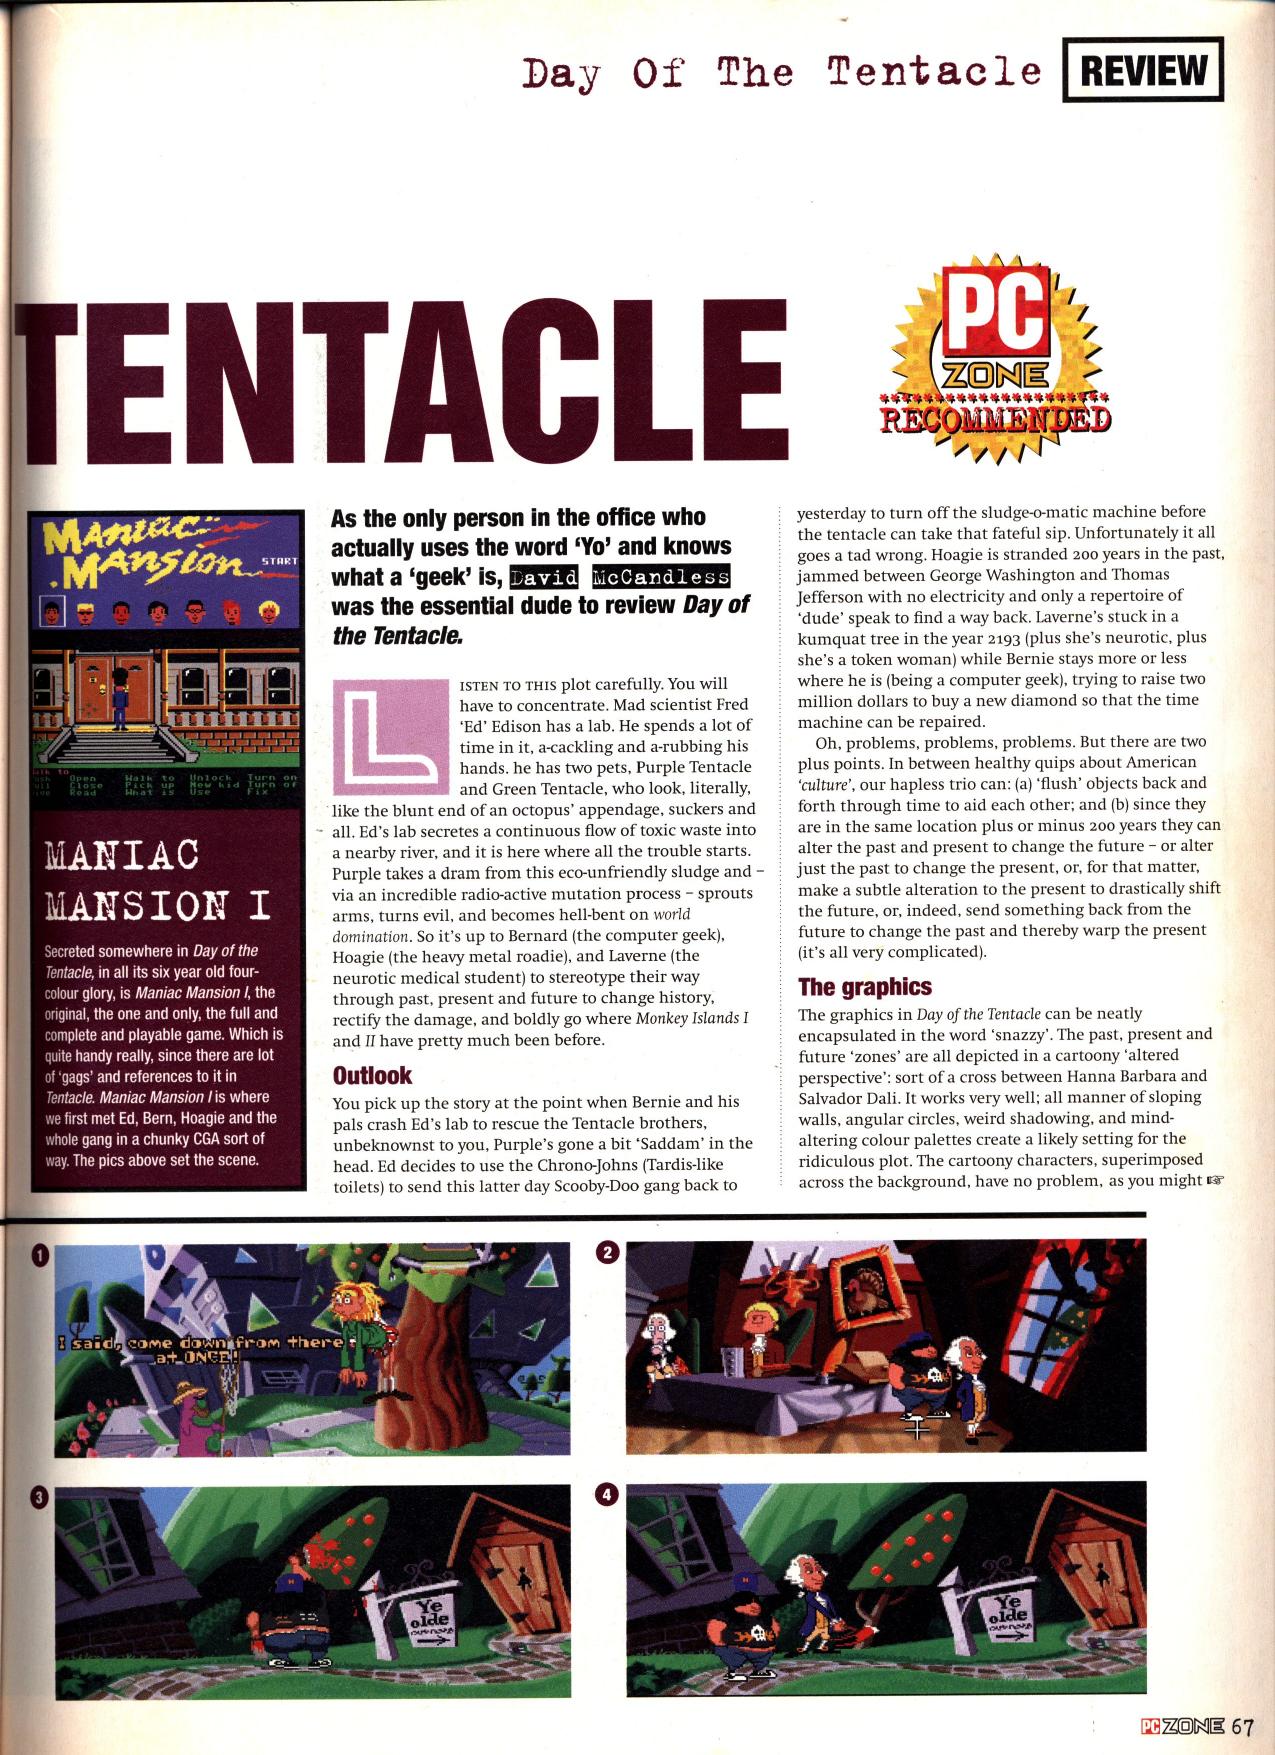 Day Of The Tentacle REVIEW
TENTACLE
PC
ZONE
RECOMMENDED
MANIAC
MANSION
START
Open Walk to Unlock Turn on
Close Pick up New kid Turn of
Read What is Use Fix
MANIAC
MANSION I
Secreted somewhere in Day of the
Tentacle, in all its six year old four-
colour glory, is Maniac Mansion I, the
original, the one and only, the full and
complete and playable game. Which is
quite handy really, since there are lot
of 'gags' and references to it in
Tentacle. Maniac Mansion I is where
we first met Ed, Bern, Hoagie and the
whole gang in a chunky CGA sort of
way. The pics above set the scene.
As the only person in the office who
actually uses the word 'Yo' and knows
what a 'geek' is, David McCandless
was the essential dude to review Day of
the Tentacle.
LISTEN TO THIS plot carefully. You will
have to concentrate. Mad scientist Fred
'Ed' Edison has a lab. He spends a lot of
time in it, a-cackling and a-rubbing his
hands. he has two pets, Purple Tentacle
and Green Tentacle, who look, literally,
like the blunt end of an octopus' appendage, suckers and
all. Ed's lab secretes a continuous flow of toxic waste into
a nearby river, and it is here where all the trouble starts.
Purple takes a dram from this eco-unfriendly sludge and –
via an incredible radio-active mutation process – sprouts
arms, turns evil, and becomes hell-bent on world
domination. So it's up to Bernard (the computer geek),
Hoagie (the heavy metal roadie), and Laverne (the
neurotic medical student) to stereotype their way
through past, present and future to change history,
rectify the damage, and boldly go where Monkey Islands I
and II have pretty much been before.
Outlook
You pick up the story at the point when Bernie and his
pals crash Ed's lab to rescue the Tentacle brothers,
unbeknownst to you, Purple's gone a bit 'Saddam' in the
head. Ed decides to use the Chrono-Johns (Tardis-like
toilets) to send this latter day Scooby-Doo gang back to
yesterday to turn off the sludge-o-matic machine before
the tentacle can take that fateful sip. Unfortunately it all
goes a tad wrong. Hoagie is stranded 200 years in the past,
jammed between George Washington and Thomas
Jefferson with no electricity and only a repertoire of
'dude' speak to find a way back. Laverne's stuck in a
kumquat tree in the year 2193 (plus she's neurotic, plus
she's a token woman) while Bernie stays more or less
where he is (being a computer geek), trying to raise two
million dollars to buy a new diamond so that the time
machine can be repaired.
Oh, problems, problems, problems. But there are two
plus points. In between healthy quips about American
'culture', our hapless trio can: (a) 'flush' objects back and
forth through time to aid each other; and (b) since they
are in the same location plus or minus 200 years they can
alter the past and present to change the future – or alter
just the past to change the present, or, for that matter,
make a subtle alteration to the present to drastically shift
the future, or, indeed, send something back from the
future to change the past and thereby warp the present
(it's all very complicated).
The graphics
The graphics in Day of the Tentacle can be neatly
encapsulated in the word 'snazzy'. The past, present and
future 'zones' are all depicted in a cartoony 'altered
perspective': sort of a cross between Hanna Barbara and
Salvador Dali. It works very well; all manner of sloping
walls, angular circles, weird shadowing, and mind-
altering colour palettes create a likely setting for the
ridiculous plot. The cartoony characters, superimposed
across the background, have no problem, as you might ☞
1
I said, come down from there
at ONCE!
2
3
Ye
olde
4
Ye
olde
PC ZONE 67